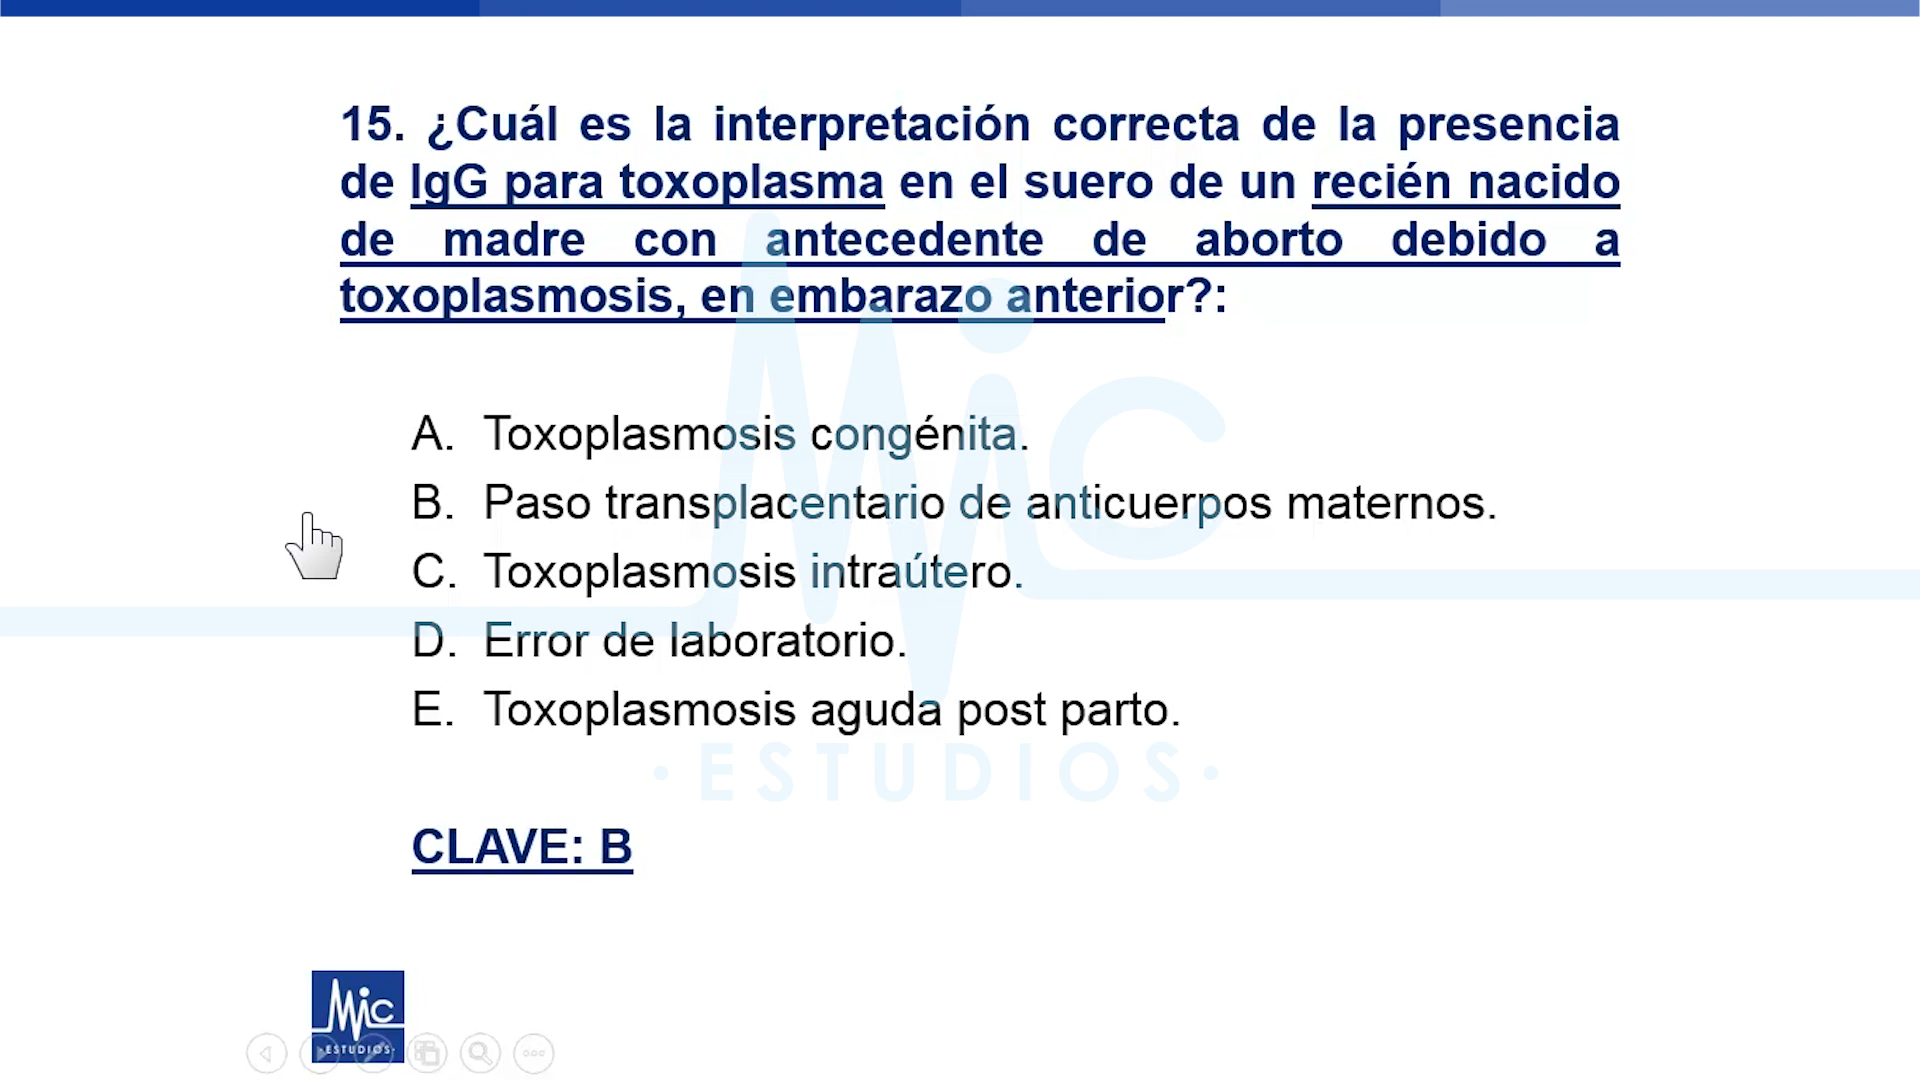 15. ¿Cuál es la interpretación correcta de la presencia
de IgG para toxoplasma en el suero de un recién nacido
de madre con antecedente de aborto debido a
toxoplasmosis, en embarazo anterior?:
A. Toxoplasmosis congénita.
B. Paso transplacentario de anticuerpos maternos.
C. Toxoplasmosis intraútero.
D. Error de laboratorio.
E. Toxoplasmosis aguda post parto.
Mic
·ESTUDIOS·
CLAVE: B
Mic
·ESTUDIOS·